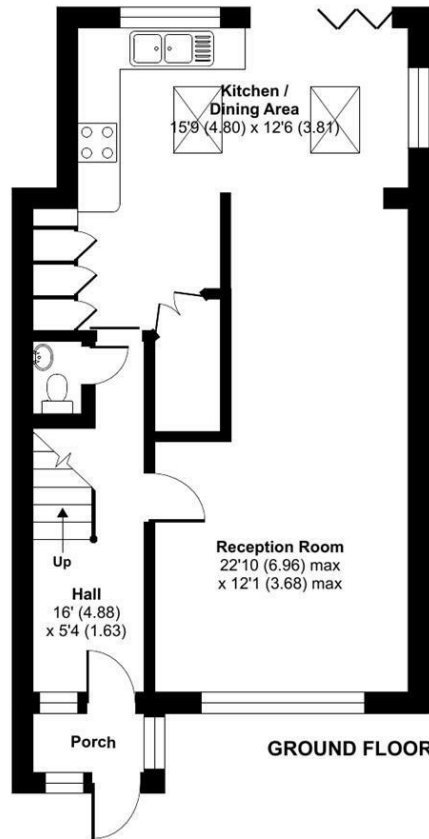 Kitchen /
Dining Area
15'9 (4.80) x 12'6 (3.81)
Up
Reception Room
22'10 (6.96) max
x 12'1 (3.68) max
Hall
16' (4.88)
x 5'4 (1.63)
Porch
GROUND FLOOR